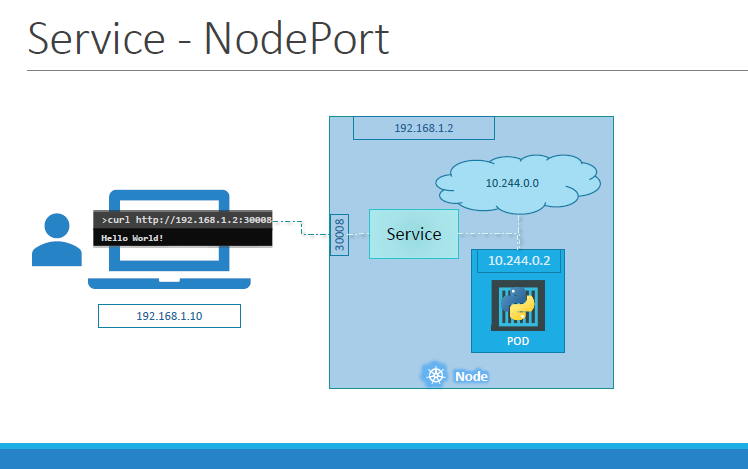 Service - NodePort
192.168.1.2
10.244.0.0
>curl http://192.168.1.2:30008
Hello World!
30008
Service
10.244.0.2
POD
192.168.1.10
Node